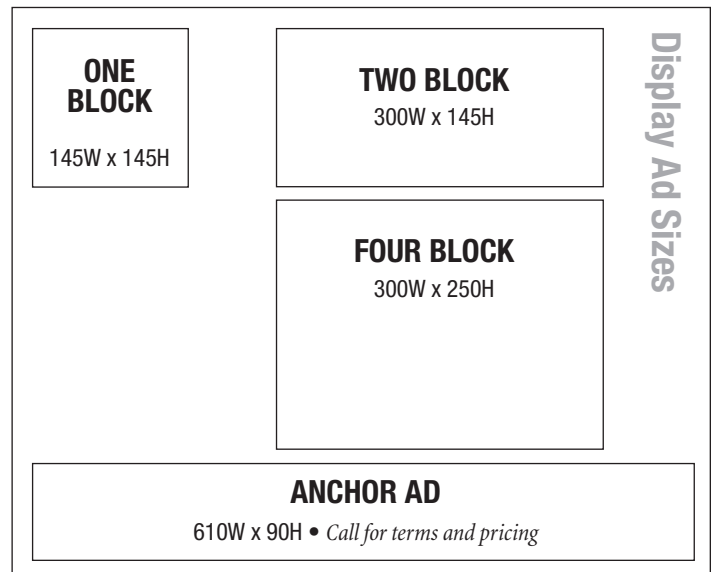 ONE
BLOCK
145W x 145H
TWO BLOCK
300W x 145H
Display Ad Sizes
FOUR BLOCK
300W x 250H
ANCHOR AD
610W x 90H • Call for terms and pricing